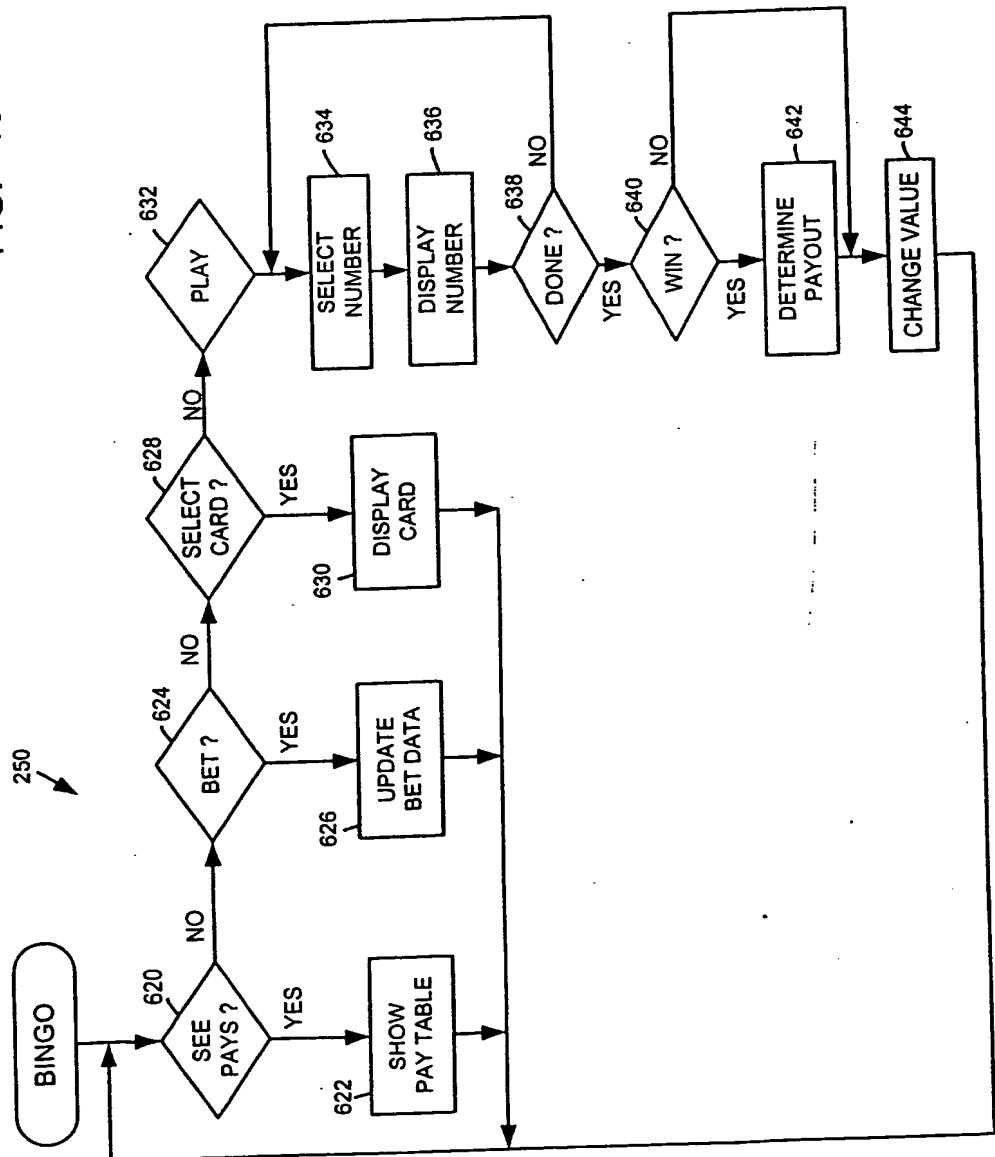 250
BINGO
SEE
PAYS ?
620
NO
YES
SHOW
PAY TABLE
622
BET ?
624
NO
YES
UPDATE
BET DATA
626
SELECT
CARD ?
628
NO
YES
DISPLAY
CARD
630
PLAY
632
SELECT
NUMBER
634
DISPLAY
NUMBER
636
DONE ?
638
NO
YES
WIN ?
640
NO
YES
DETERMINE
PAYOUT
642
CHANGE VALUE
644